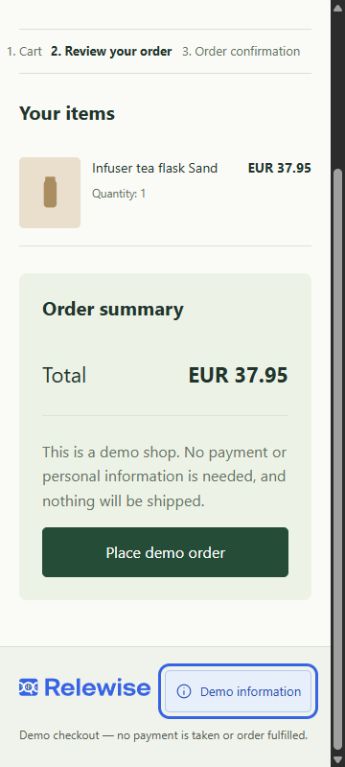 1. Cart 2. Review your order 3. Order confirmation
Your items
Infuser tea flask Sand EUR 37.95
Quantity: 1
Order summary
Total EUR 37.95
This is a demo shop. No payment or
personal information is needed, and
nothing will be shipped.
Place demo order
Relewise Demo information
Demo checkout — no payment is taken or order fulfilled.